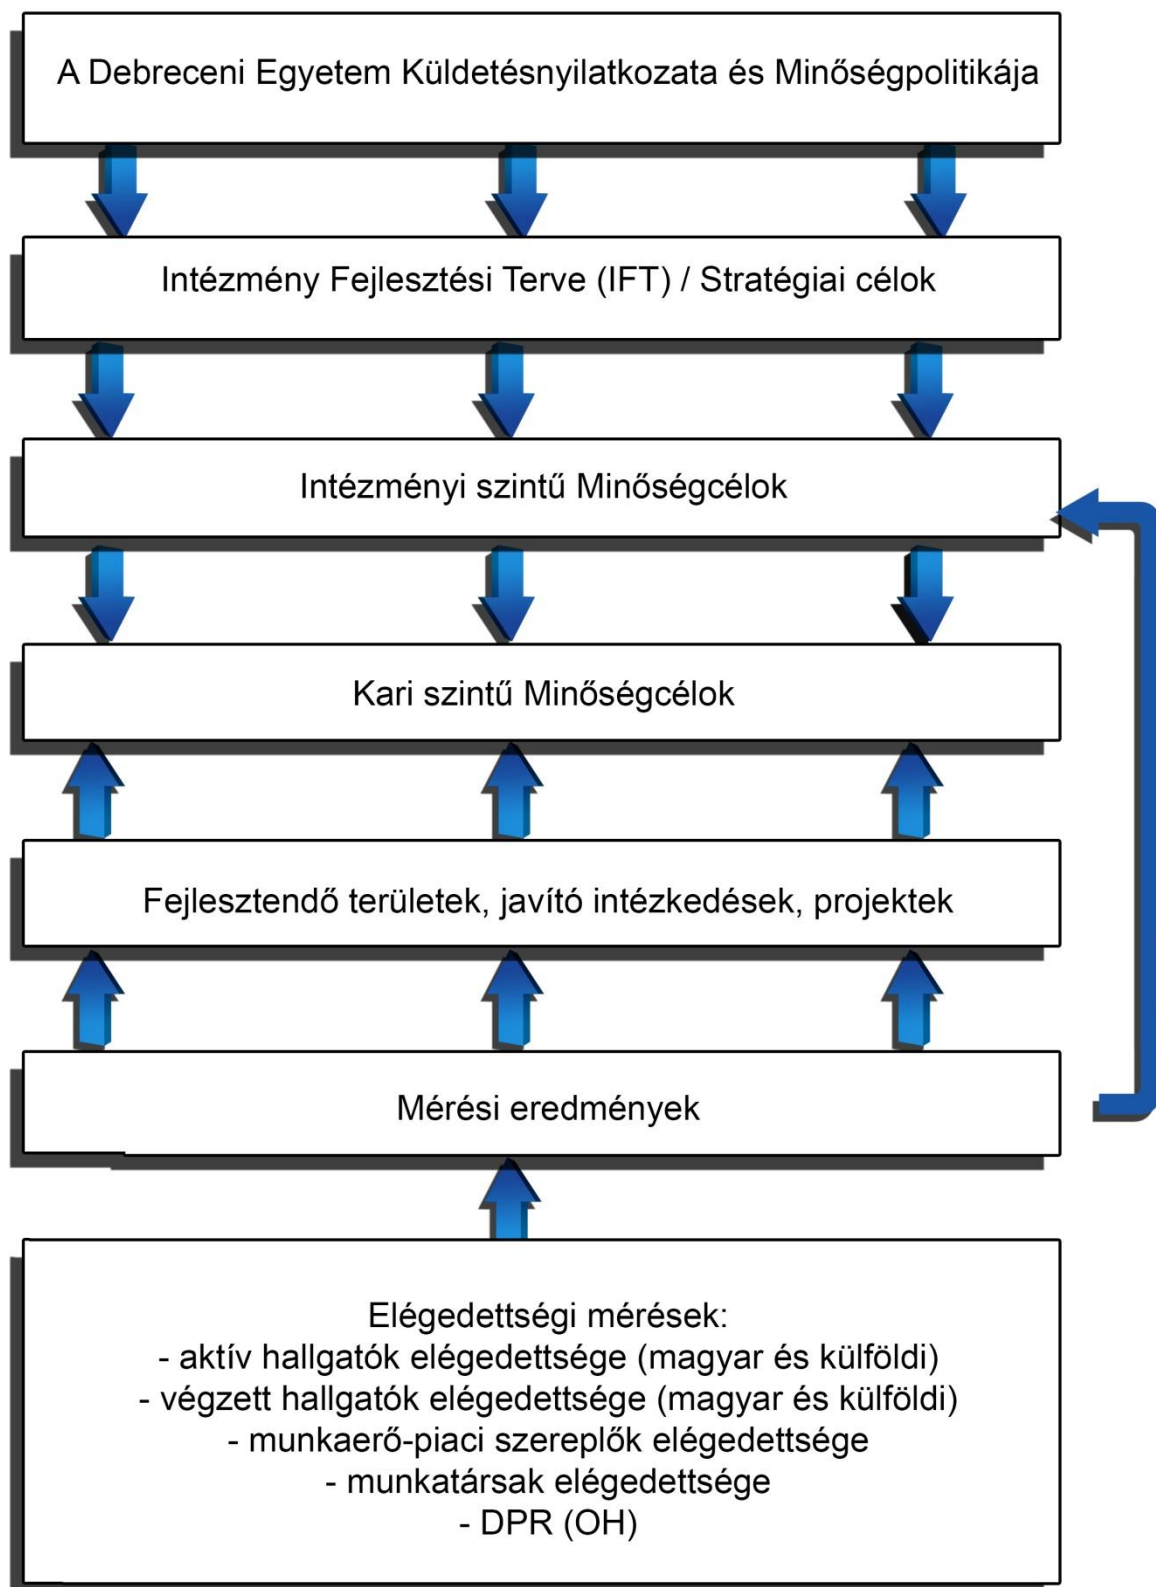 A Debreceni Egyetem Küldetésnyilatkozata és Minőségpolitikája
Intézmény Fejlesztési Terve (IFT) / Stratégiai célok
Intézményi szintű Minőségcélok
Kari szintű Minőségcélok
Fejlesztendő területek, javító intézkedések, projektek
Mérési eredmények
Elégedettségi mérések:
- aktív hallgatók elégedettsége (magyar és külföldi)
- végzett hallgatók elégedettsége (magyar és külföldi)
- munkaerő-piaci szereplők elégedettsége
- munkatársak elégedettsége
- DPR (OH)